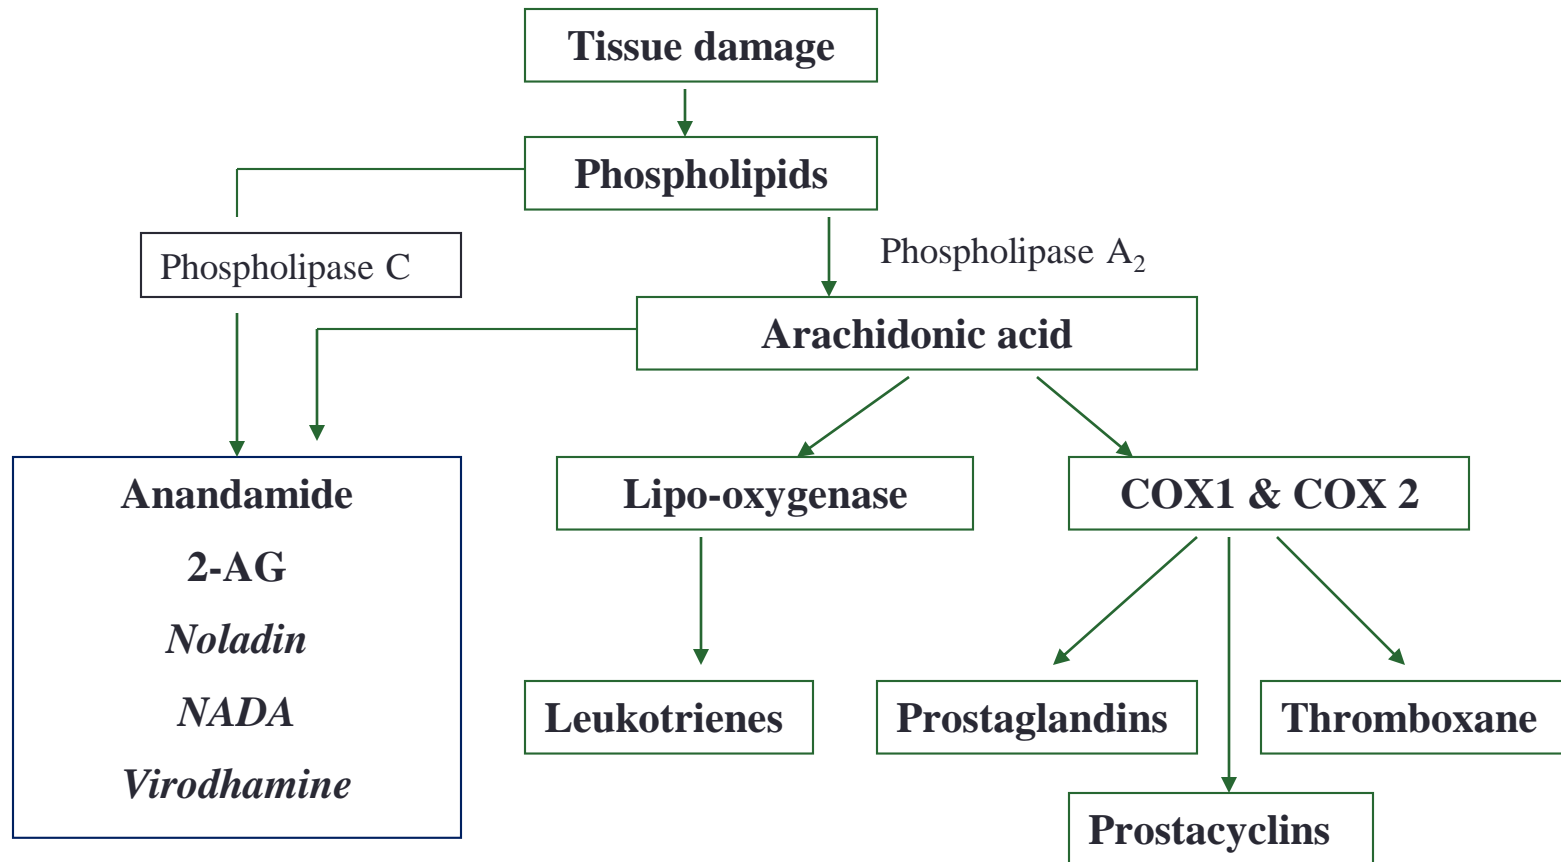 Tissue damage
Phospholipids
Phospholipase C
Phospholipase A₂
Arachidonic acid
Anandamide
2-AG
Noladin
NADA
Virodhamine
Lipo-oxygenase
COX1 & COX 2
Leukotrienes
Prostaglandins
Thromboxane
Prostacyclins